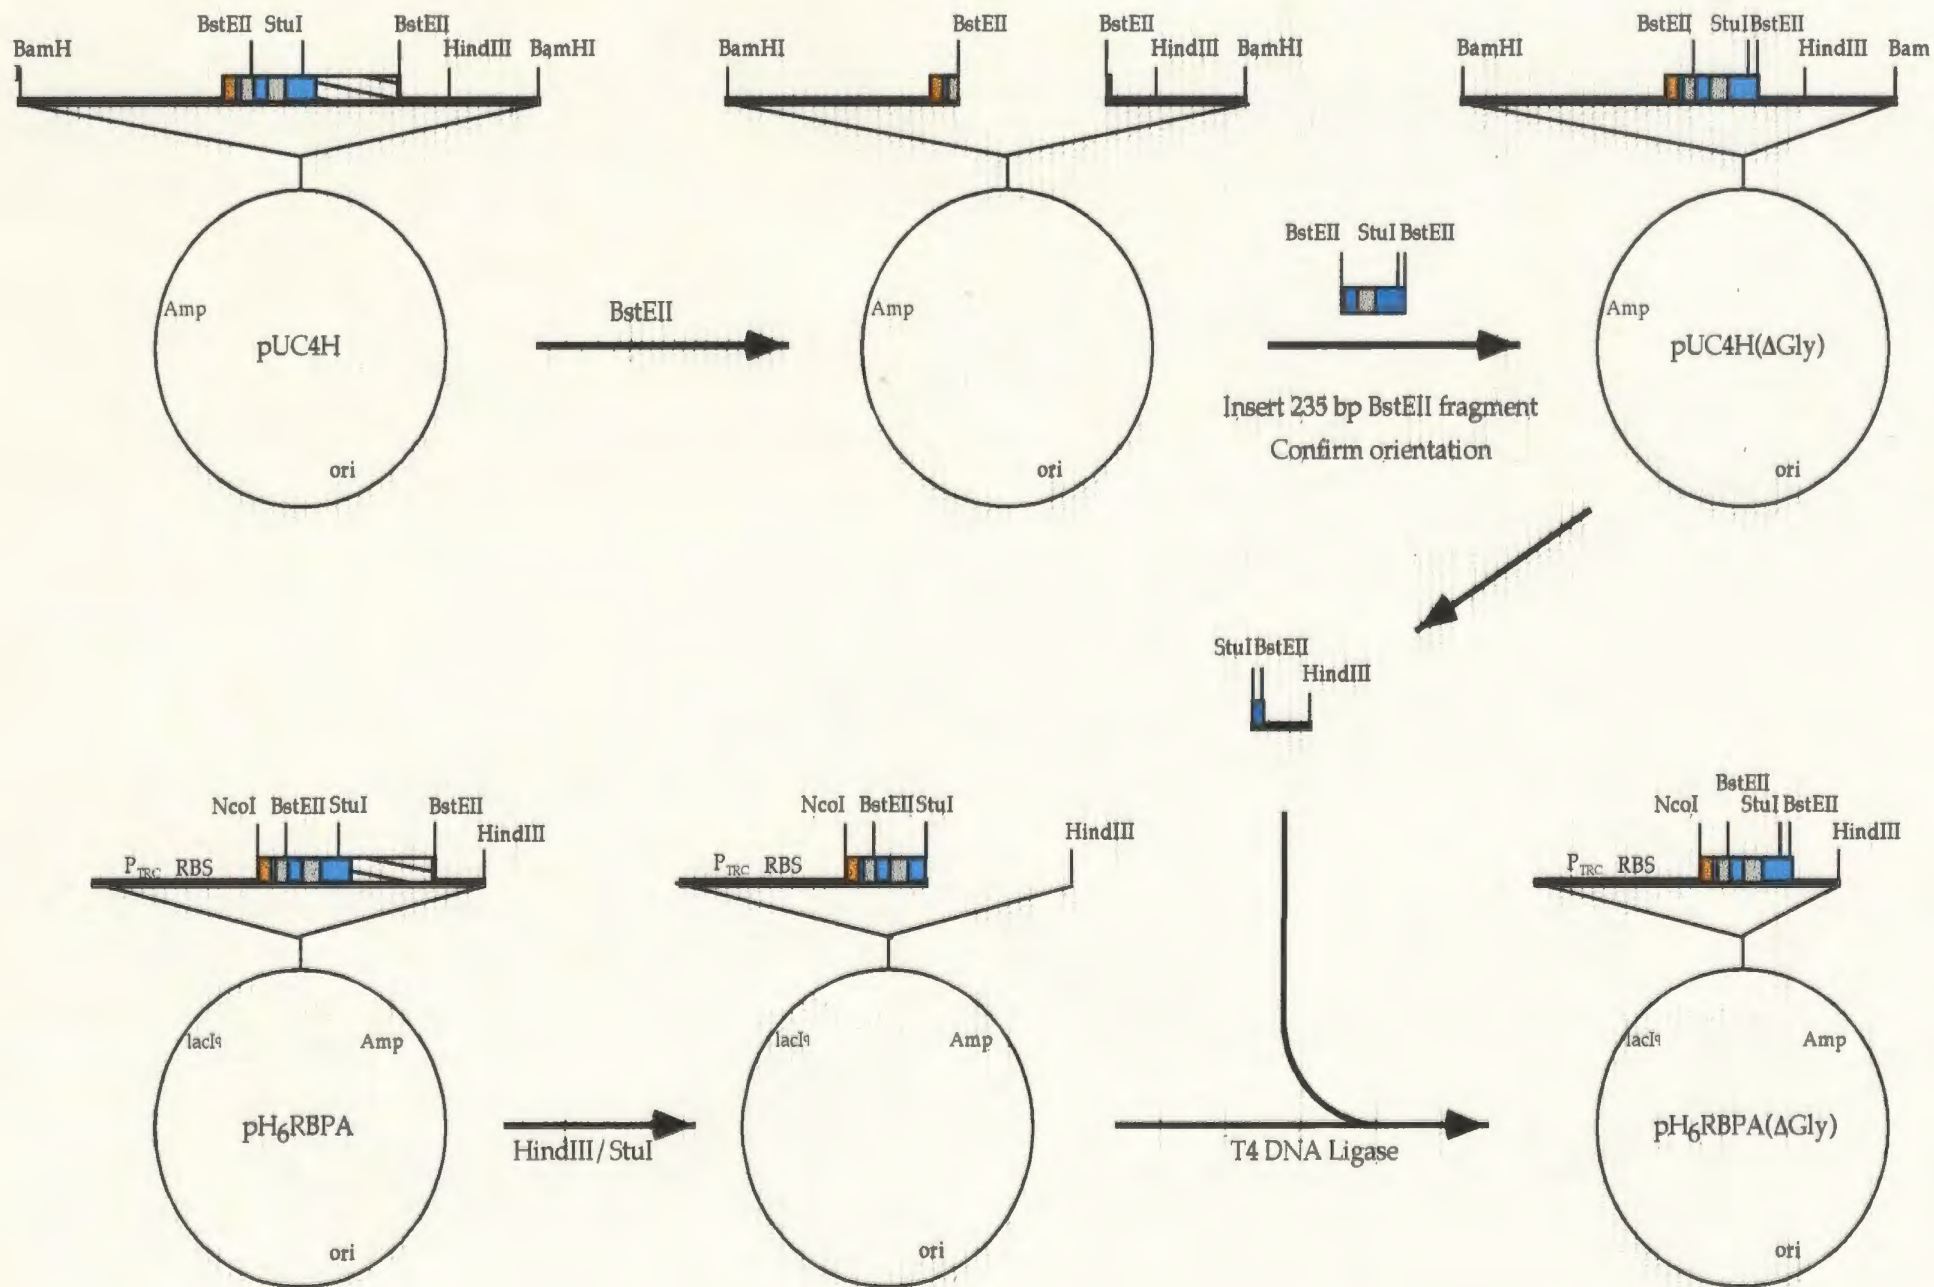 BstEII StuI BstEII
BamH HindIII BamHI
Amp
pUC4H
ori
BstEII
BstEII BstEII
BamHI HindIII BamHI
Amp
ori
BstEII StuI BstEII
Insert 235 bp BstEII fragment
Confirm orientation
BstEII StuI BstEII
BamHI HindIII Bam
Amp
pUC4H(ΔGly)
ori
StuI BstEII
HindIII
NcoI BstEII StuI BstEII
HindIII
PTRC RBS
lacIq Amp
pH6RBPA
ori
HindIII/StuI
NcoI BstEII StuI
HindIII
PTRC RBS
lacIq Amp
ori
T4 DNA Ligase
BstEII
NcoI StuI BstEII
HindIII
PTRC RBS
lacIq Amp
pH6RBPA(ΔGly)
ori